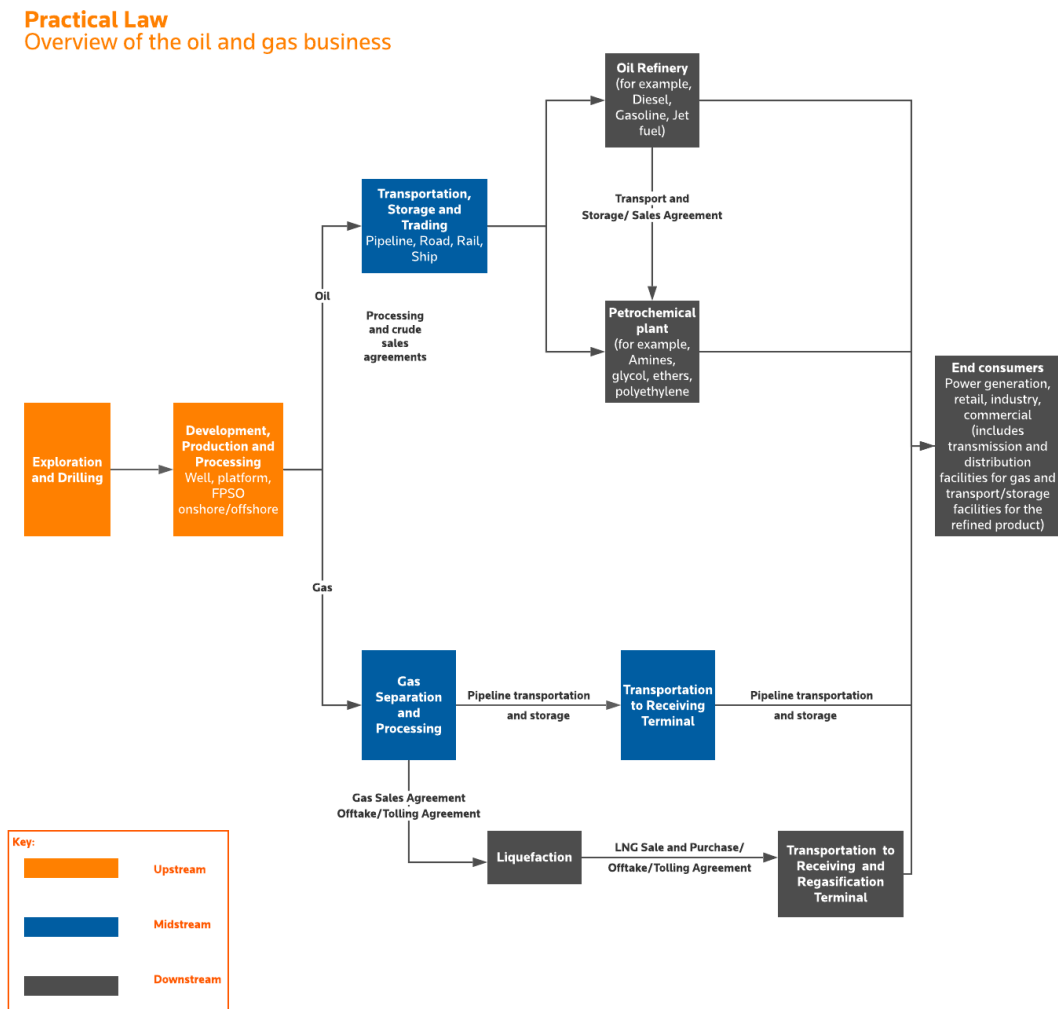 Practical Law
Overview of the oil and gas business
Oil Refinery
(for example,
Diesel,
Gasoline, Jet
fuel)
Transportation,
Storage and
Trading
Pipeline, Road, Rail,
Ship
Transport and
Storage/ Sales Agreement
Oil
Processing
and crude
sales
agreements
Petrochemical
plant
(for example,
Amines,
glycol, ethers,
polyethylene
End consumers
Power generation,
retail, industry,
commercial
(includes
transmission and
distribution
facilities for gas and
transport/storage
facilities for the
refined product)
Exploration
and Drilling
Development,
Production and
Processing
Well, platform,
FPSO
onshore/offshore
Gas
Gas
Separation
and
Processing
Pipeline transportation
and storage
Transportation
to Receiving
Terminal
Pipeline transportation
and storage
Gas Sales Agreement
Offtake/Tolling Agreement
Liquefaction
LNG Sale and Purchase/
Offtake/Tolling Agreement
Transportation to
Receiving and
Regasification
Terminal
Key:
Upstream
Midstream
Downstream